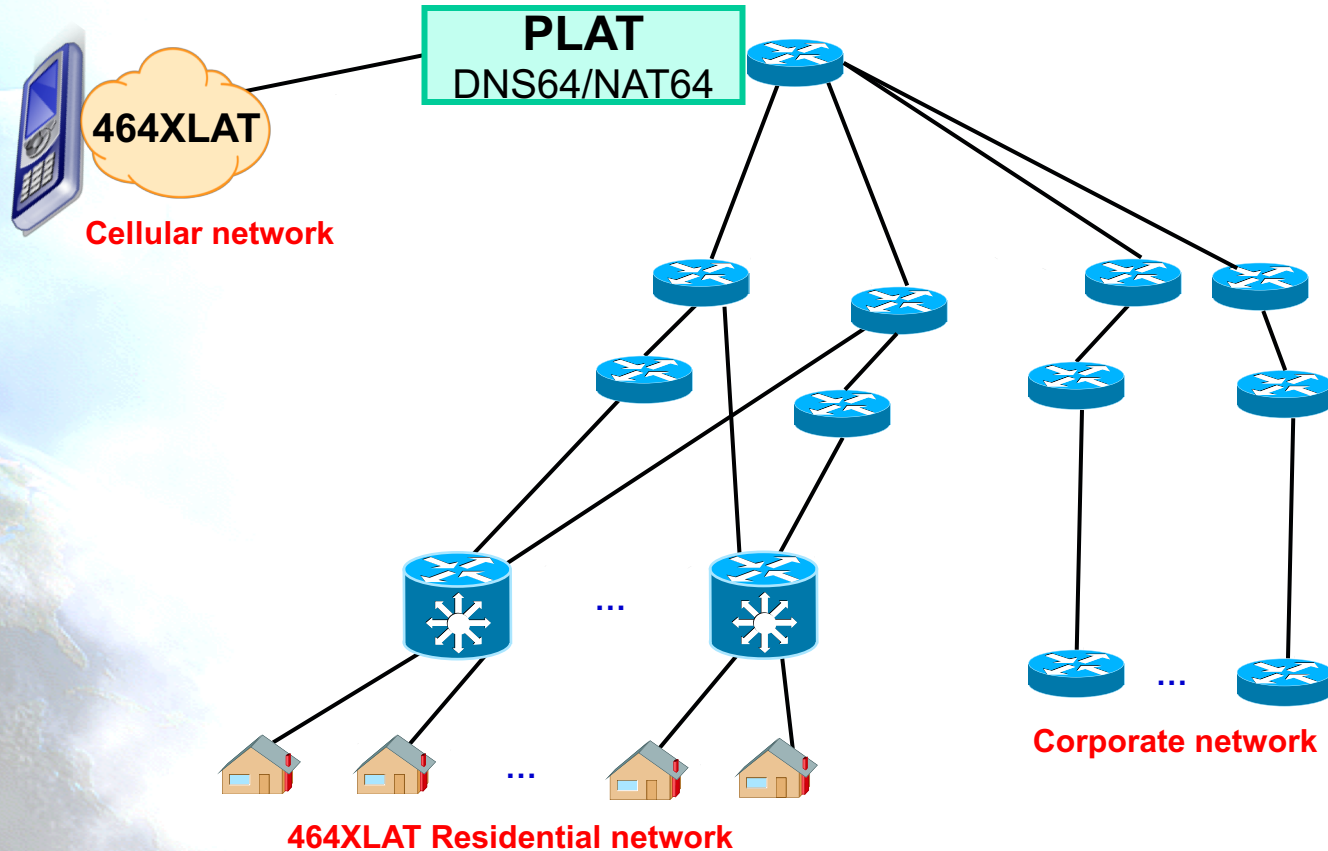 PLAT
DNS64/NAT64
464XLAT
Cellular network
...
...
Corporate network
...
464XLAT Residential network